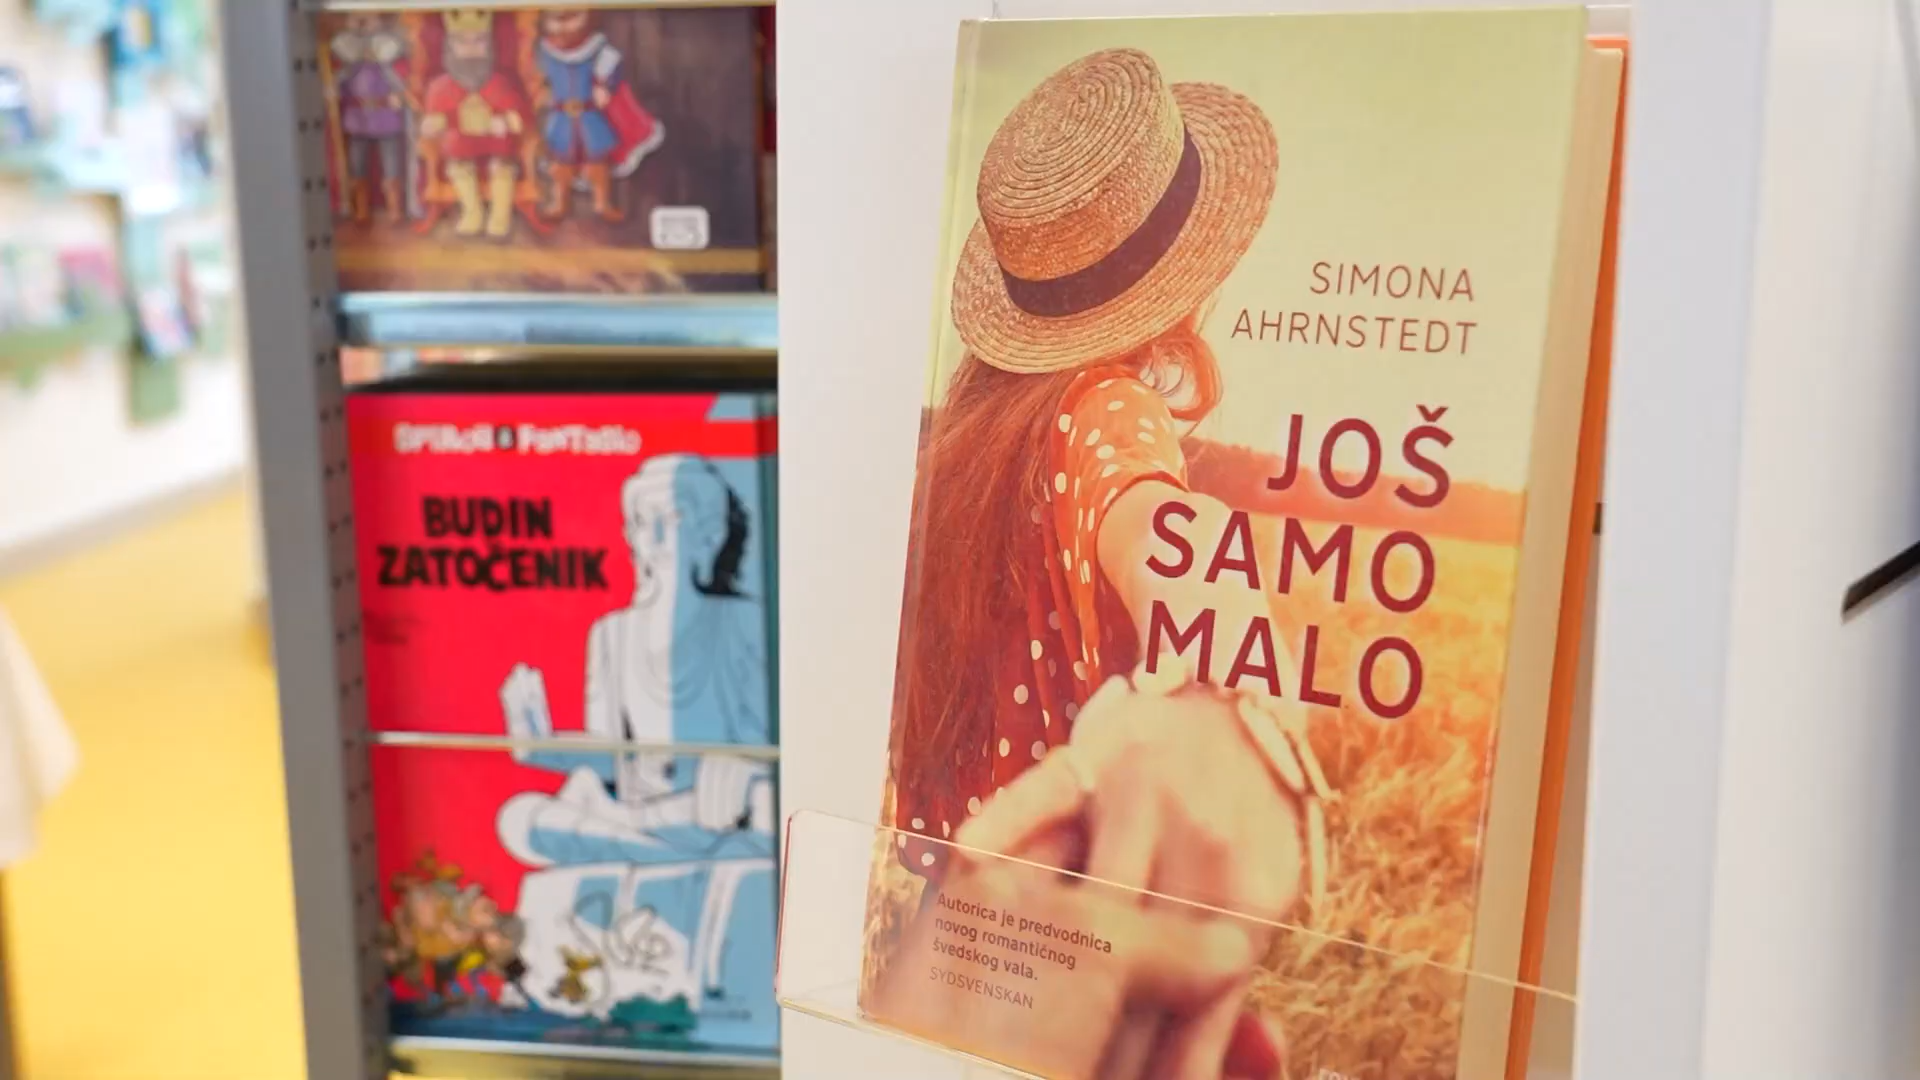 SPIROU & FANTASIO
BUDIN
ZATOČENIK
SIMONA
AHRNSTEDT
JOŠ
SAMO
MALO
Autorica je predvodnica
novog romantičnog
švedskog vala.
SYDSVENSKAN